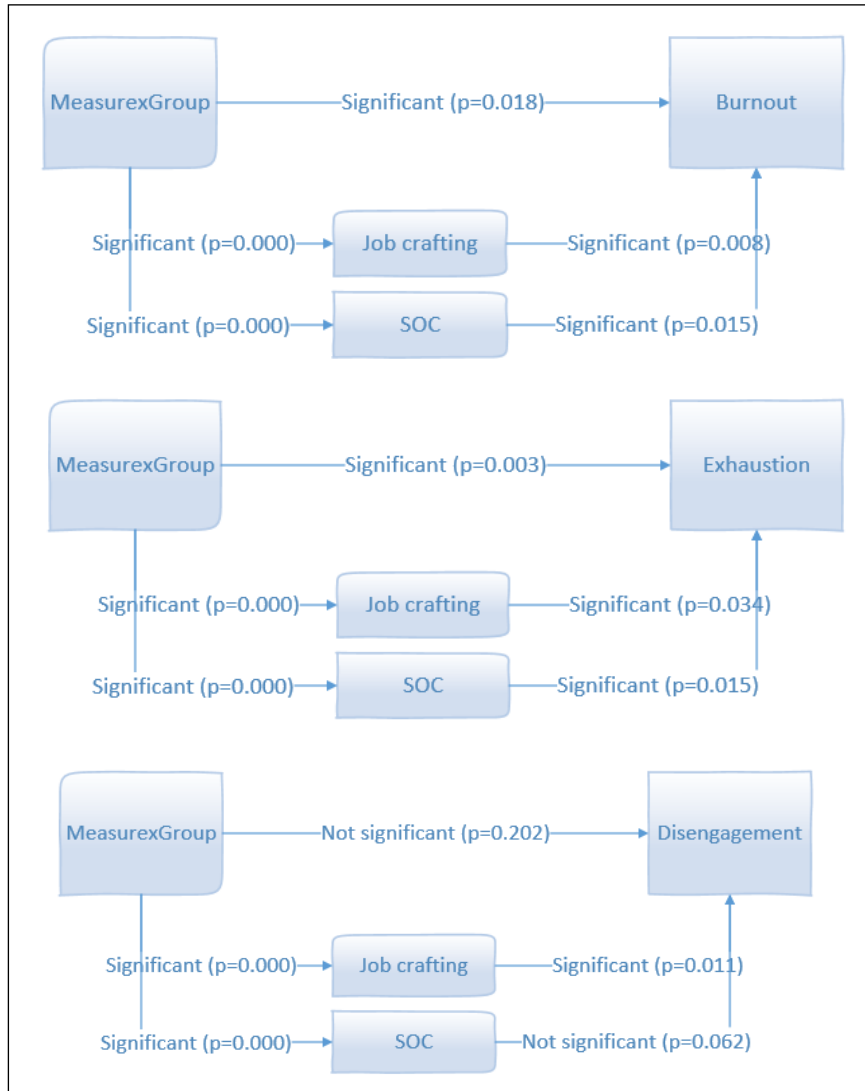 MeasurexGroup
Significant (p=0.018)
Burnout
Significant (p=0.000)
Job crafting
Significant (p=0.008)
Significant (p=0.000)
SOC
Significant (p=0.015)
MeasurexGroup
Significant (p=0.003)
Exhaustion
Significant (p=0.000)
Job crafting
Significant (p=0.034)
Significant (p=0.000)
SOC
Significant (p=0.015)
MeasurexGroup
Not significant (p=0.202)
Disengagement
Significant (p=0.000)
Job crafting
Significant (p=0.011)
Significant (p=0.000)
SOC
Not significant (p=0.062)